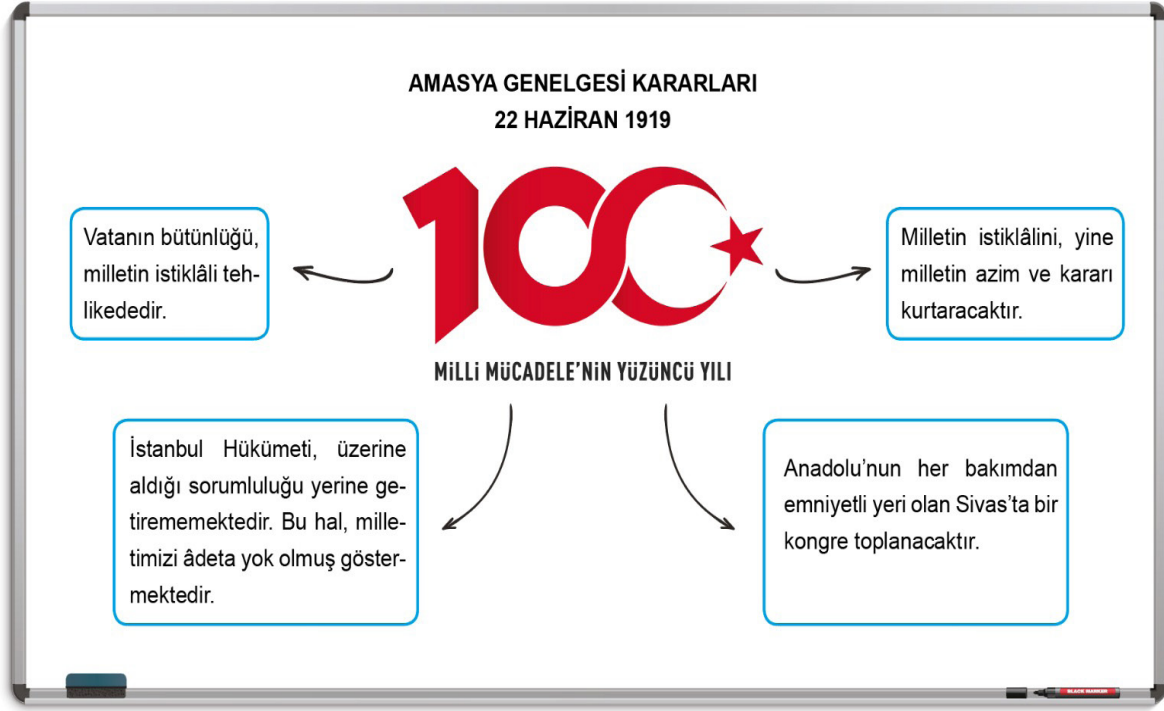 AMASYA GENELGESİ KARARLARI
22 HAZİRAN 1919
100
MİLLİ MÜCADELE'NİN YÜZÜNCÜ YILI
Vatanın bütünlüğü,
milletin istiklâli teh-
likededir.
Milletin istiklâlini, yine
milletin azim ve kararı
kurtaracaktır.
İstanbul Hükümeti, üzerine
aldığı sorumluluğu yerine ge-
tirememektedir. Bu hal, mille-
timizi âdeta yok olmuş göster-
mektedir.
Anadolu'nun her bakımdan
emniyetli yeri olan Sivas'ta bir
kongre toplanacaktır.
BLACK MARKER